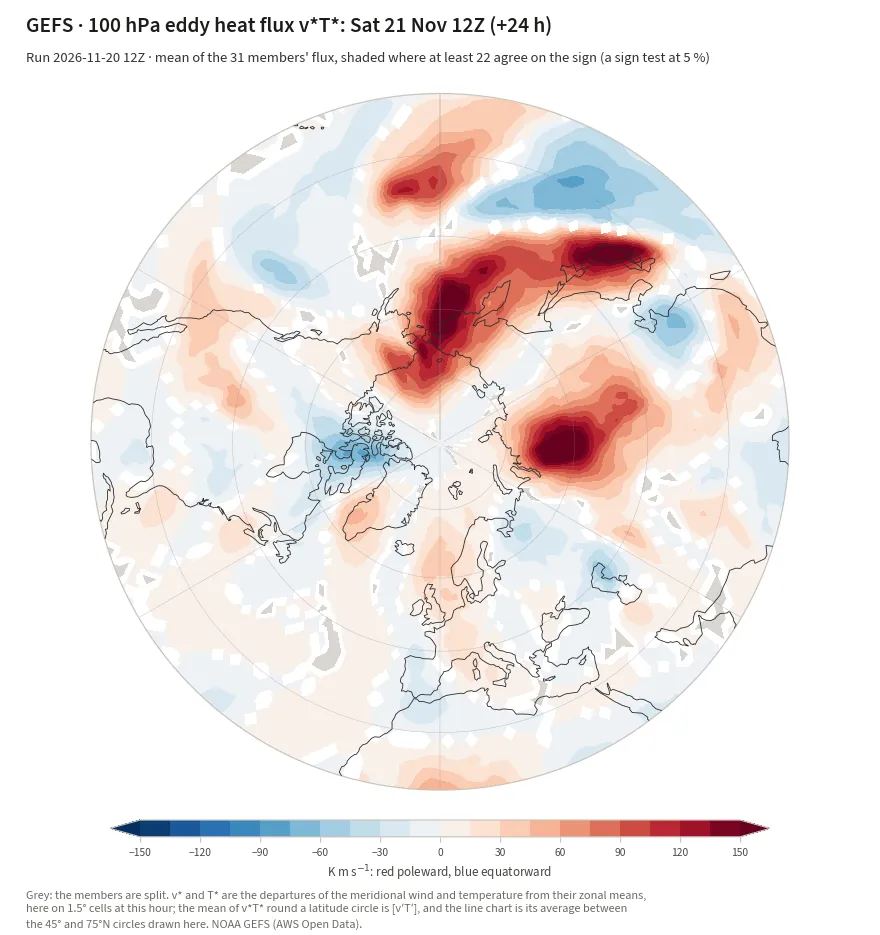 GEFS · 100 hPa eddy heat flux v*T*: Sat 21 Nov 12Z (+24 h)
Run 2026-11-20 12Z · mean of the 31 members' flux, shaded where at least 22 agree on the sign (a sign test at 5 %)
−150 −120 −90 −60 −30 0 30 60 90 120 150
K m s⁻¹: red poleward, blue equatorward
Grey: the members are split. v* and T* are the departures of the meridional wind and temperature from their zonal means,
here on 1.5° cells at this hour; the mean of v*T* round a latitude circle is [v'T'], and the line chart is its average between
the 45° and 75°N circles drawn here. NOAA GEFS (AWS Open Data).